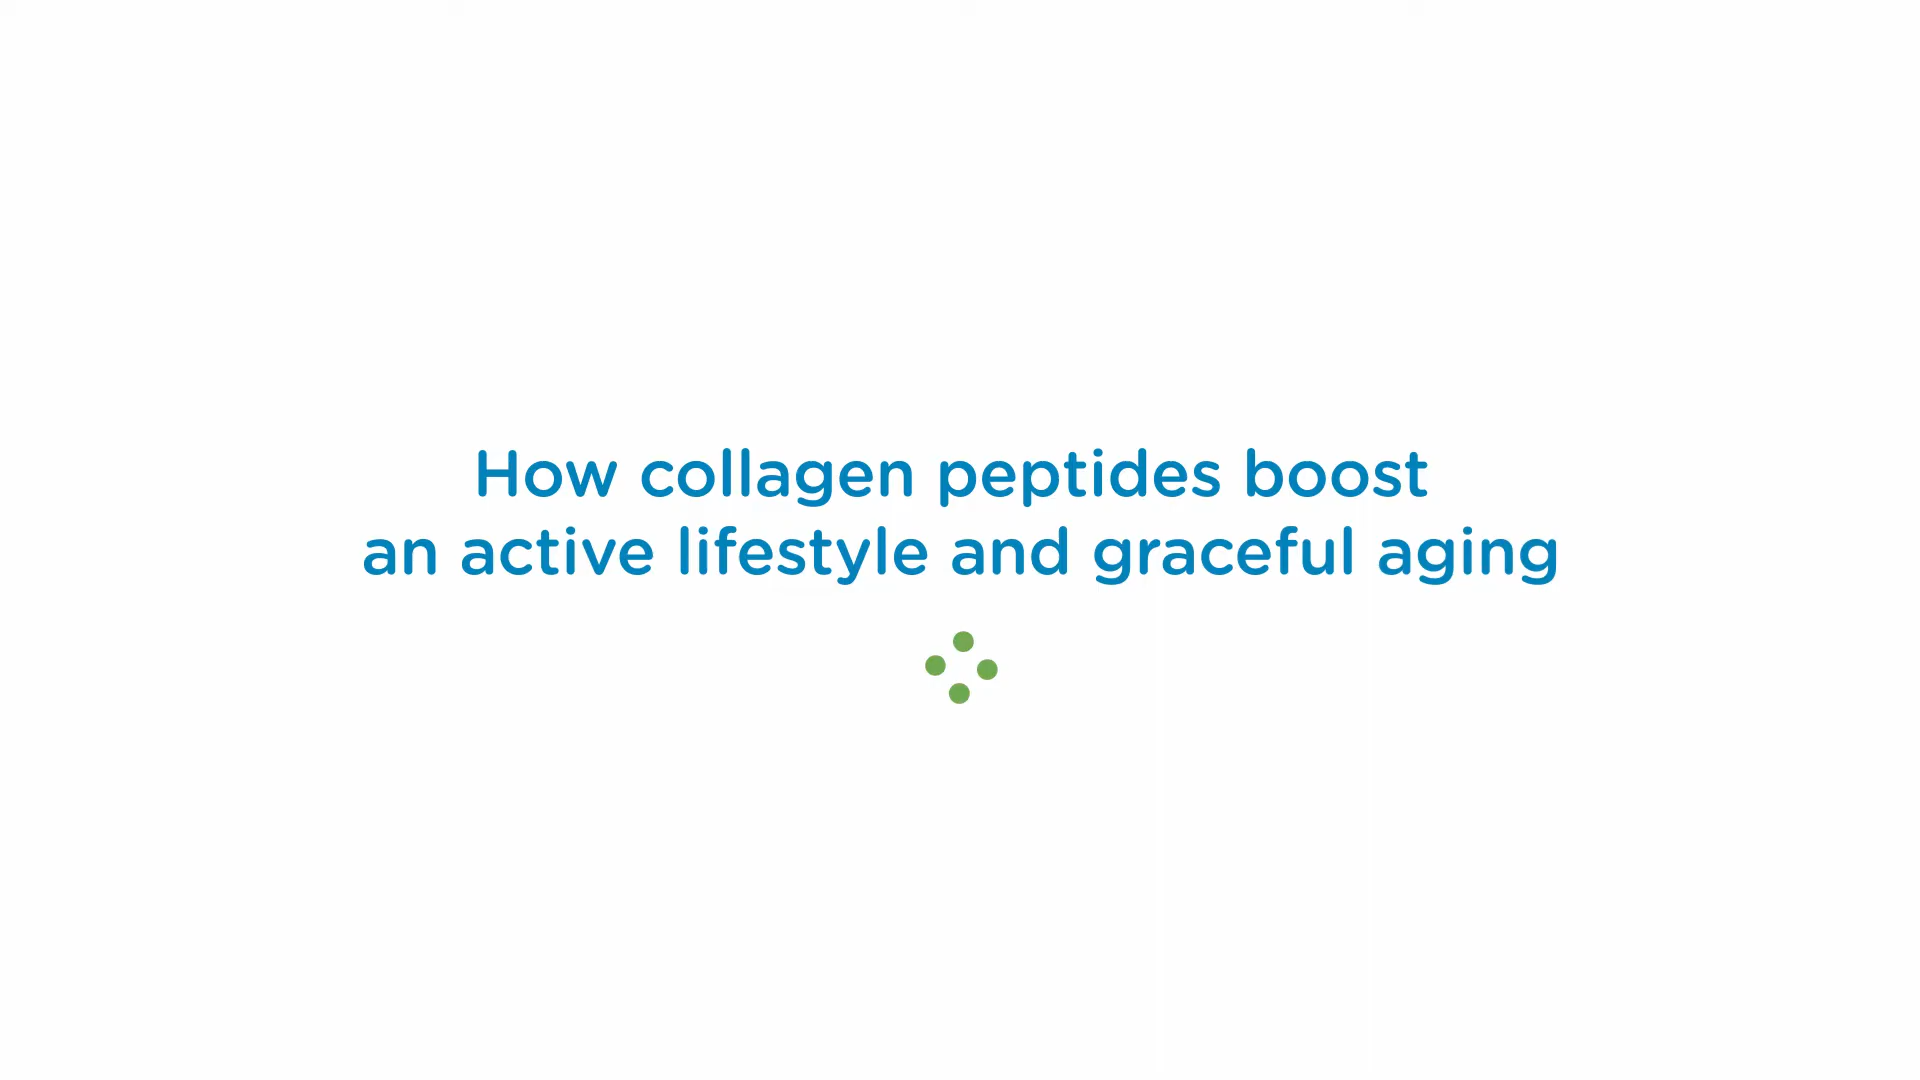 How collagen peptides boost
an active lifestyle and graceful aging